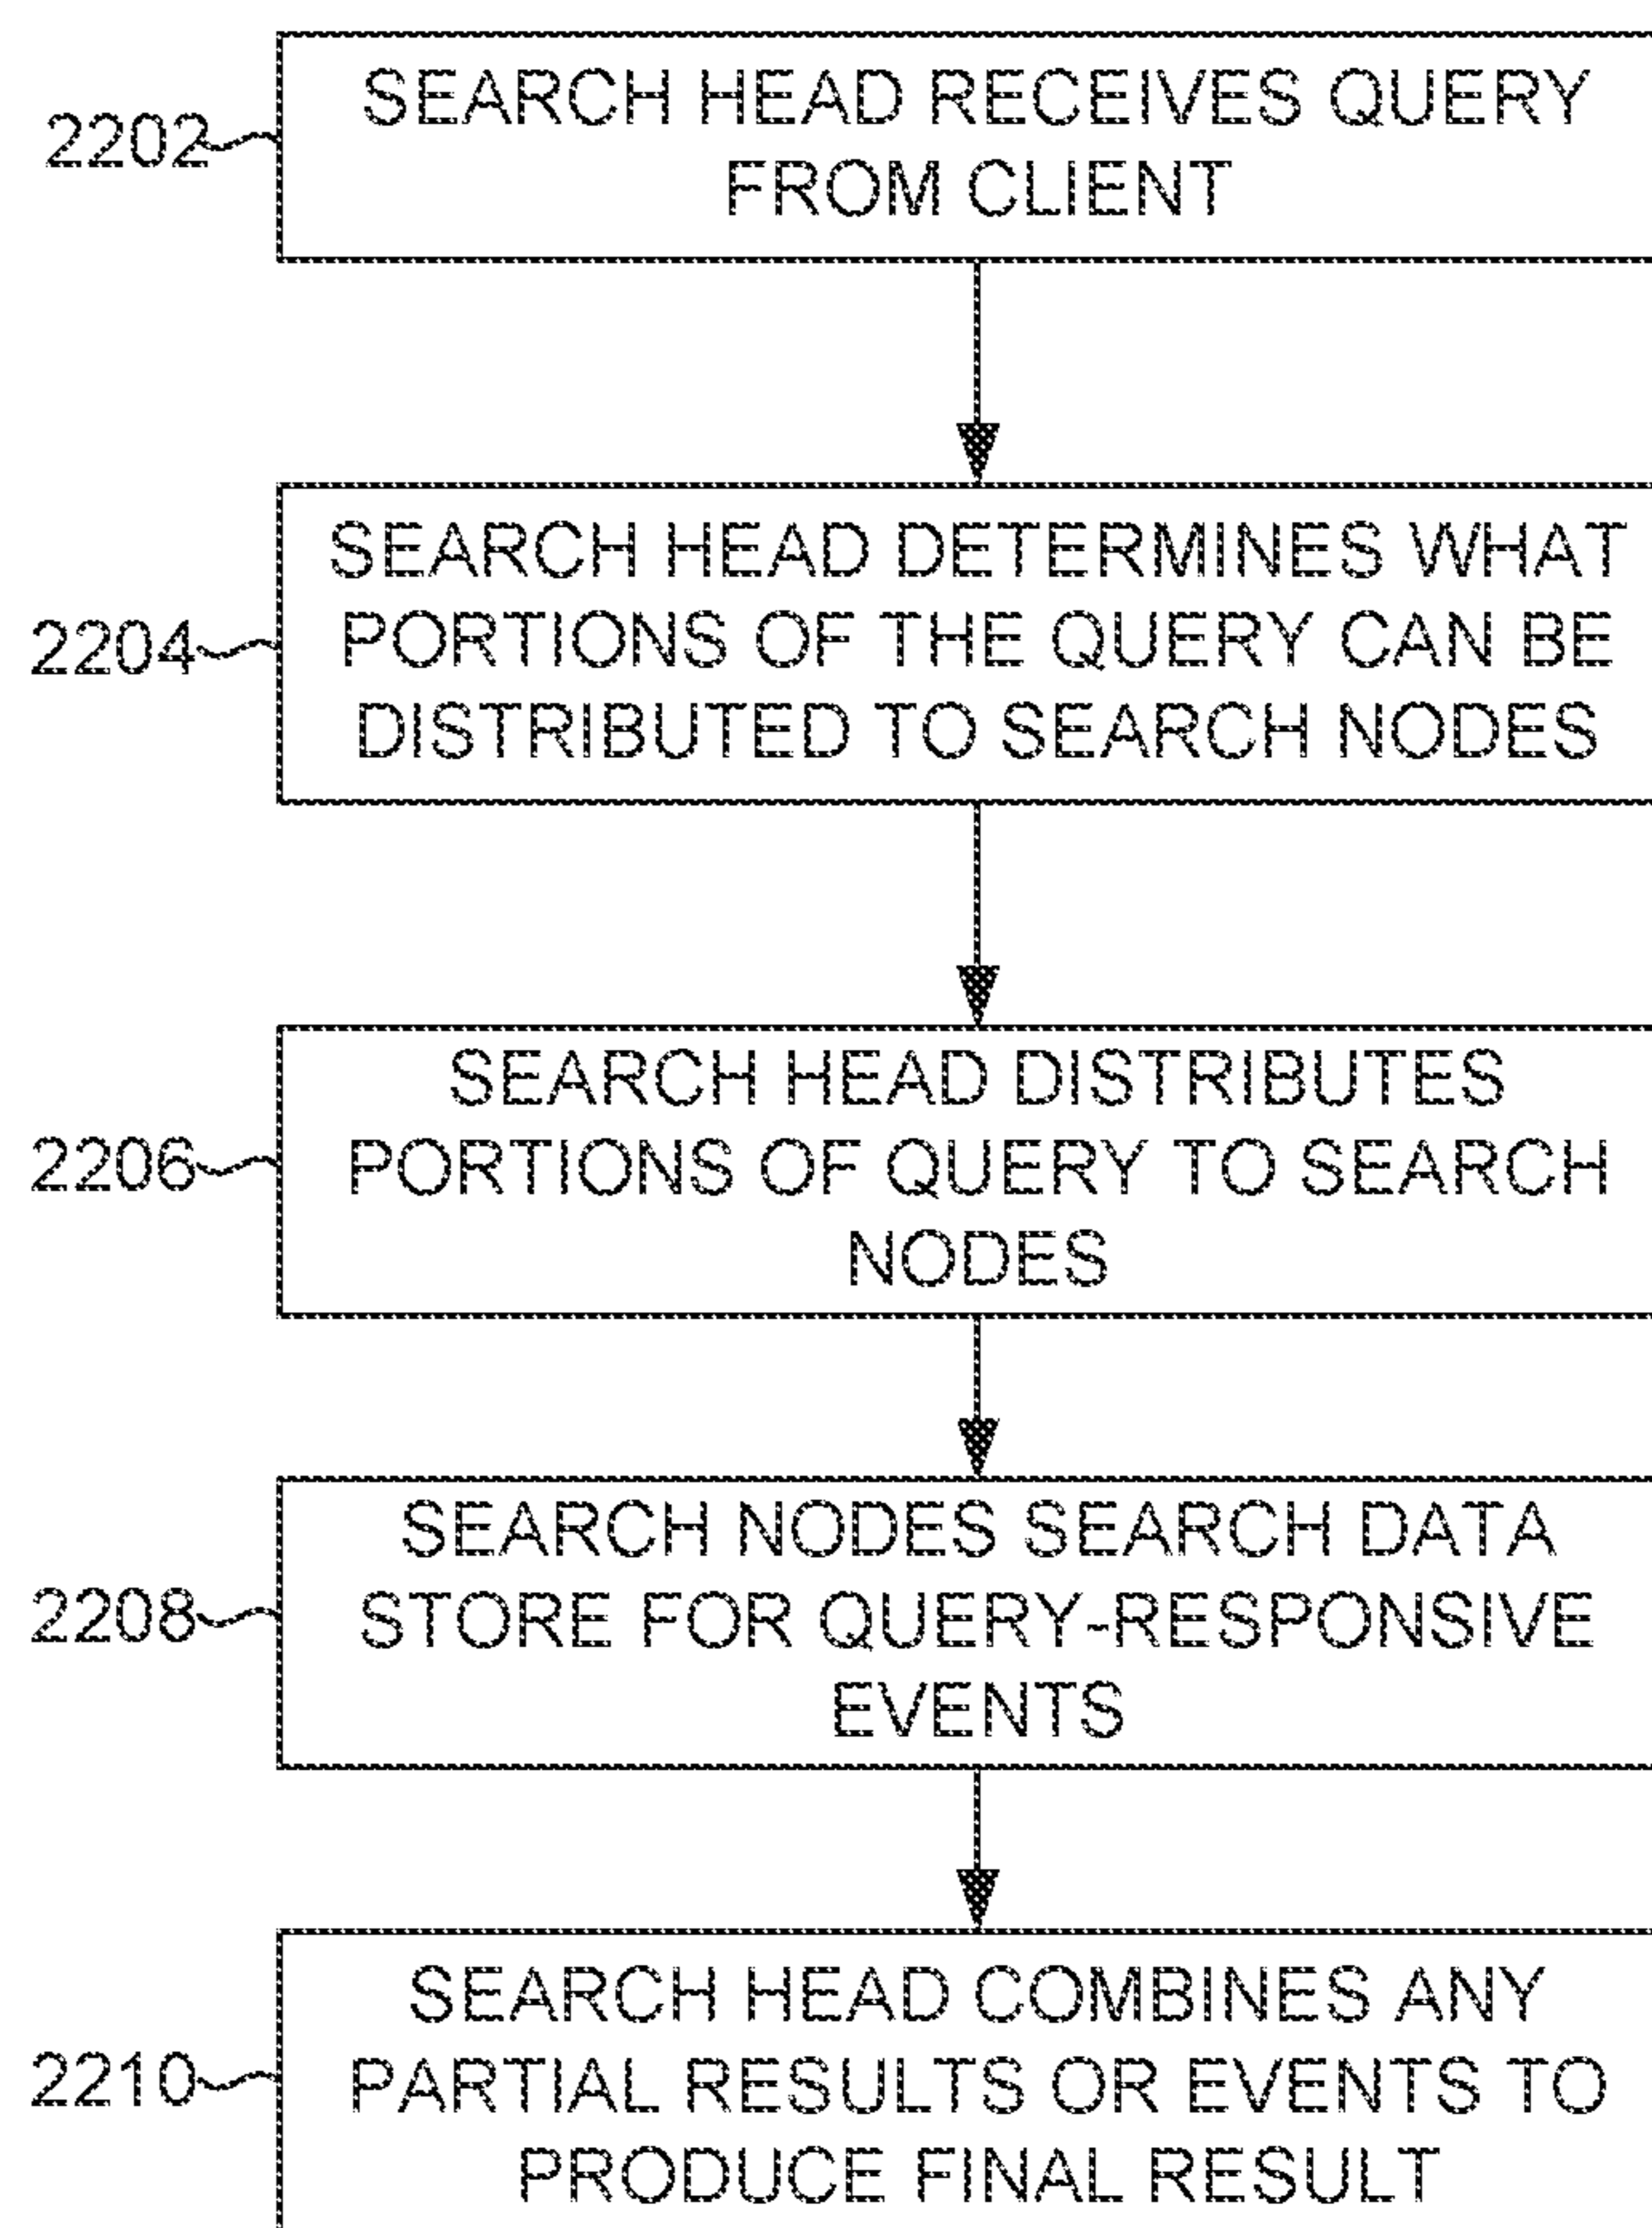 2202
SEARCH HEAD RECEIVES QUERY
FROM CLIENT
2204
SEARCH HEAD DETERMINES WHAT
PORTIONS OF THE QUERY CAN BE
DISTRIBUTED TO SEARCH NODES
2206
SEARCH HEAD DISTRIBUTES
PORTIONS OF QUERY TO SEARCH
NODES
2208
SEARCH NODES SEARCH DATA
STORE FOR QUERY-RESPONSIVE
EVENTS
2210
SEARCH HEAD COMBINES ANY
PARTIAL RESULTS OR EVENTS TO
PRODUCE FINAL RESULT